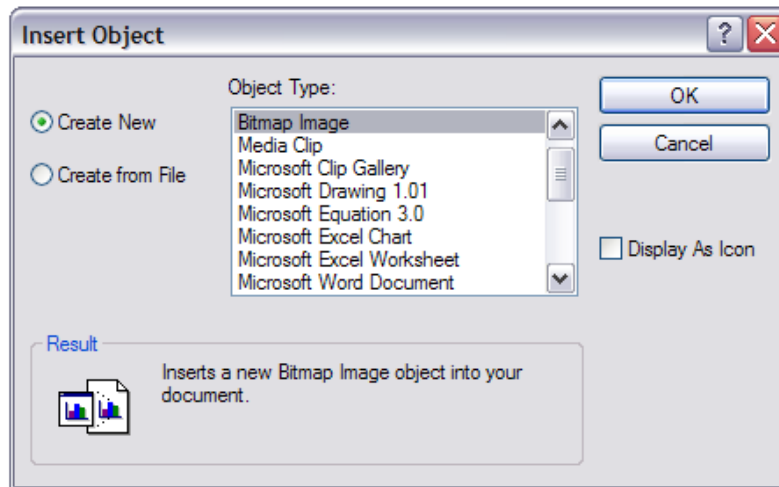 Insert Object
Object Type:
Create New
Create from File
Bitmap Image
Media Clip
Microsoft Clip Gallery
Microsoft Drawing 1.01
Microsoft Equation 3.0
Microsoft Excel Chart
Microsoft Excel Worksheet
Microsoft Word Document
OK
Cancel
Display As Icon
Result
Inserts a new Bitmap Image object into your
document.